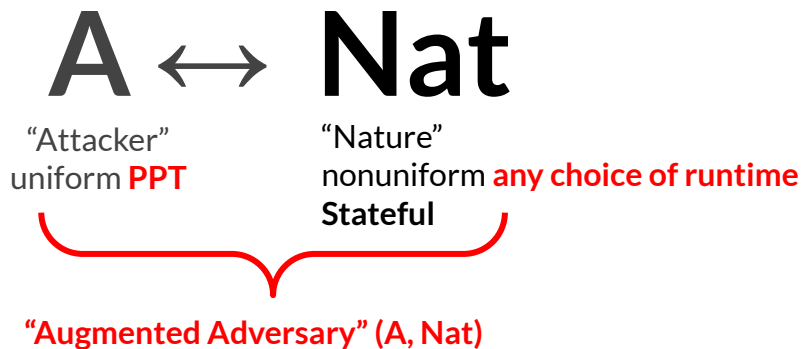 A ↔ Nat
“Attacker”
uniform PPT
“Nature”
nonuniform any choice of runtime
Stateful
“Augmented Adversary” (A, Nat)